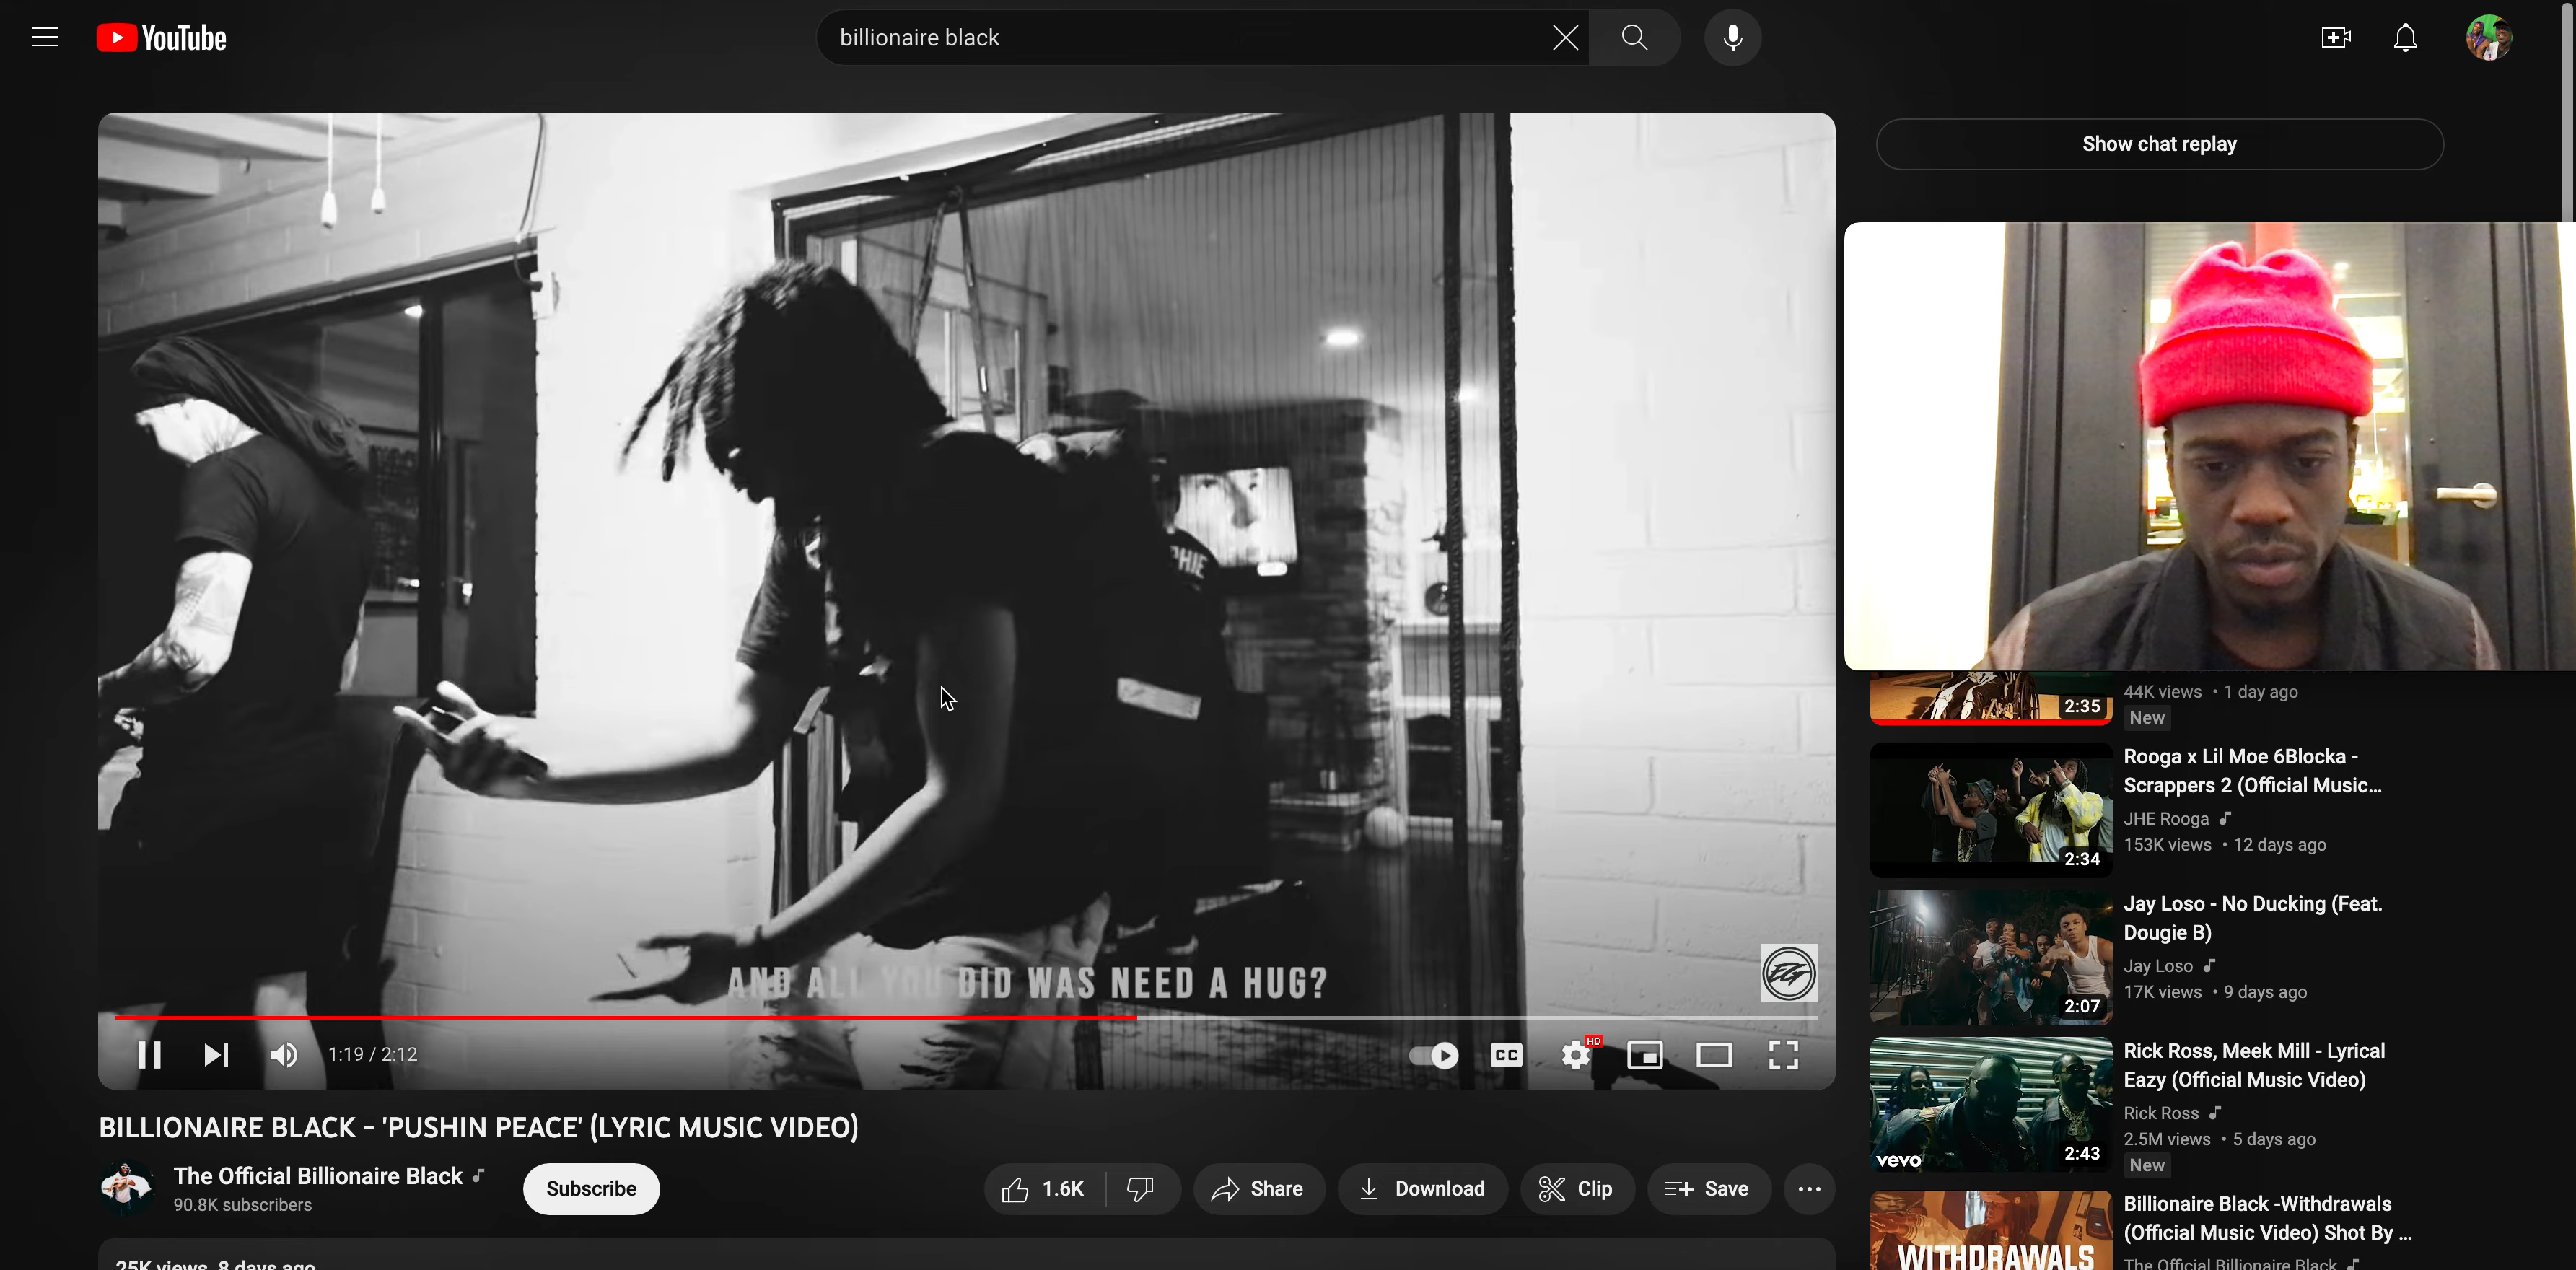 YouTube
billionaire black
Show chat replay
PHIE
AND ALL YOU DID WAS NEED A HUG?
EG
1:19 / 2:12
CC
HD
BILLIONAIRE BLACK - 'PUSHIN PEACE' (LYRIC MUSIC VIDEO)
The Official Billionaire Black
90.8K subscribers
Subscribe
1.6K
Share
Download
Clip
Save
25K views 8 days ago
2:35
44K views • 1 day ago
New
2:34
Rooga x Lil Moe 6Blocka -
Scrappers 2 (Official Music...
JHE Rooga
153K views • 12 days ago
2:07
Jay Loso - No Ducking (Feat.
Dougie B)
Jay Loso
17K views • 9 days ago
vevo
2:43
Rick Ross, Meek Mill - Lyrical
Eazy (Official Music Video)
Rick Ross
2.5M views • 5 days ago
New
WITHDRAWALS
Billionaire Black -Withdrawals
(Official Music Video) Shot By ...
The Official Billionaire Black